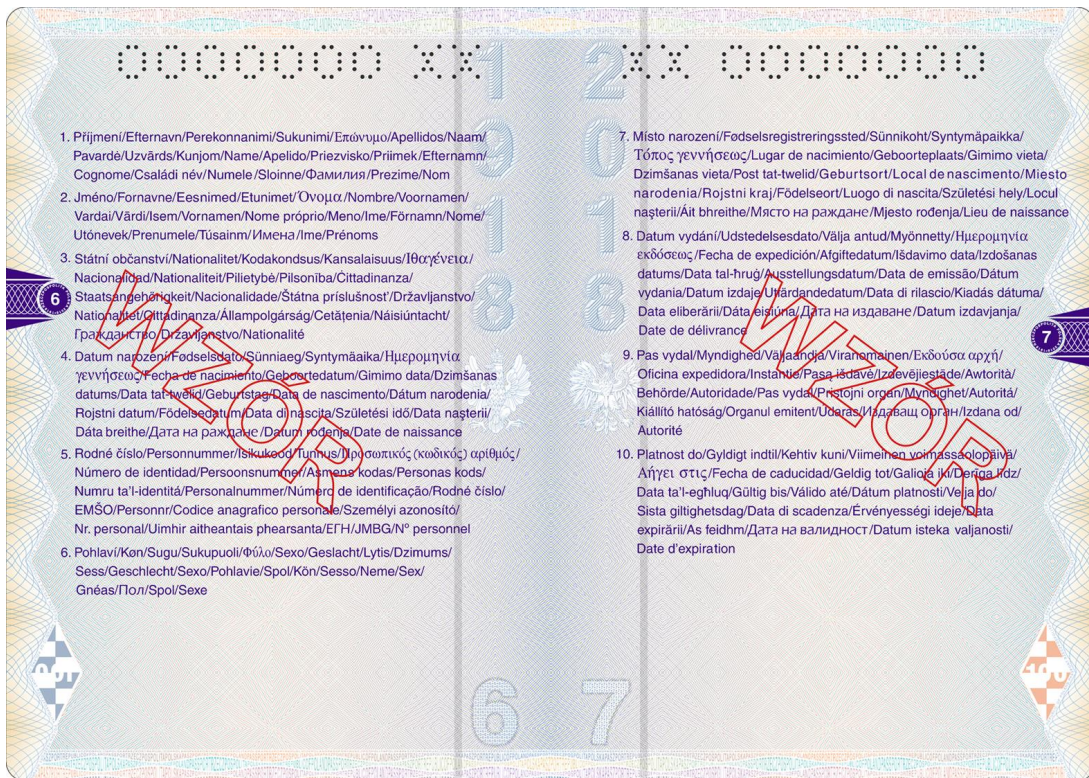 0000000 XX
XX 0000000
1918
2018
1. Příjmení/Efternavn/Perekonnanimi/Sukunimi/Επώνυμο/Apellidos/Naam/
Pavardė/Uzvārds/Kunjom/Name/Apelido/Priezvisko/Priimek/Efternamn/
Cognome/Családi név/Numele/Sloinne/Фамилия/Prezime/Nom
2. Jméno/Fornavne/Eesnimed/Etunimet/Όνομα/Nombre/Voornamen/
Vardai/Vārdi/Isem/Vornamen/Nome próprio/Meno/Ime/Förnamn/Nome/
Utónevek/Prenumele/Túsainm/Имена/Ime/Prénoms
3. Státní občanství/Nationalitet/Kodakondsus/Kansalaisuus/Ιθαγένεια/
Nacionalidad/Nationaliteit/Pilietybė/Pilsonība/Ċittadinanza/
Staatsangehörigkeit/Nacionalidade/Štátna príslušnosť/Državljanstvo/
Nationalitet/Cittadinanza/Állampolgárság/Cetăţenia/Náisiúntacht/
Гражданство/Državljanstvo/Nationalité
4. Datum narození/Fødselsdato/Sünniaeg/Syntymäaika/Ημερομηνία
γεννήσεως/Fecha de nacimiento/Geboortedatum/Gimimo data/Dzimšanas
datums/Data tat-twelid/Geburtstag/Data de nascimento/Dátum narodenia/
Rojstni datum/Födelsedatum/Data di nascita/Születési idő/Data naşterii/
Dáta breithe/Дата на раждане/Datum rođenja/Date de naissance
5. Rodné číslo/Personnummer/Isikukood/Tunnus/Προσωπικός (κωδικός) αρίθμός/
Número de identidad/Persoonsnummer/Asmens kodas/Personas kods/
Numru ta'l-identitá/Personalnummer/Número de identificação/Rodné číslo/
EMŠO/Personnr/Codice anagrafico personale/Személyi azonosító/
Nr. personal/Uimhir aitheantais phearsanta/ЕГН/JMBG/Nº personnel
6. Pohlaví/Køn/Sugu/Sukupuoli/Φύλο/Sexo/Geslacht/Lytis/Dzimums/
Sess/Geschlecht/Sexo/Pohlavie/Spol/Kön/Sesso/Neme/Sex/
Gnéas/Пол/Spol/Sexe
WZÓR
6
6
7. Místo narození/Fødselsregistreringssted/Sünnikoht/Syntymäpaikka/
Τόπος γεννήσεως/Lugar de nacimiento/Geboorteplaats/Gimimo vieta/
Dzimšanas vieta/Post tat-twelid/Geburtsort/Local de nascimento/Miesto
narodenia/Rojstni kraj/Födelseort/Luogo di nascita/Születési hely/Locul
naşterii/Áit bhreithe/Място на раждане/Mjesto rođenja/Lieu de naissance
8. Datum vydání/Udstedelsesdato/Välja antud/Myönnetty/Ημερομηνία
εκδόσεως/Fecha de expedición/Afgiftedatum/Išdavimo data/Izdošanas
datums/Data tal-ħruġ/Ausstellungsdatum/Data de emissão/Dátum
vydania/Datum izdaje/Utfärdandedatum/Data di rilascio/Kiadás dátuma/
Data eliberării/Dáta eisiúna/Дата на издаване/Datum izdavjanja/
Date de délivrance
9. Pas vydal/Myndighed/Väljaandja/Viranomainen/Εκδούσα αρχή/
Oficina expedidora/Instantie/Pasą išdavė/Izdevējiestāde/Awtoritá/
Behörde/Autoridade/Pas vydal/Pristojni organ/Myndighet/Autoritá/
Kiállító hatóság/Organul emitent/Údarás/Издаващ орган/Izdana od/
Autorité
10. Platnost do/Gyldigt indtil/Kehtiv kuni/Viimeinen voimassaolopäivä/
Λήγει στις/Fecha de caducidad/Geldig tot/Galioja iki/Derīga līdz/
Data ta'l-egħluq/Gültig bis/Válido até/Dátum platnosti/Velja do/
Sista giltighetsdag/Data di scadenza/Érvényességi ideje/Data
expirării/As feidhm/Дата на валидност/Datum isteka valjanosti/
Date d'expiration
WZÓR
7
7
100